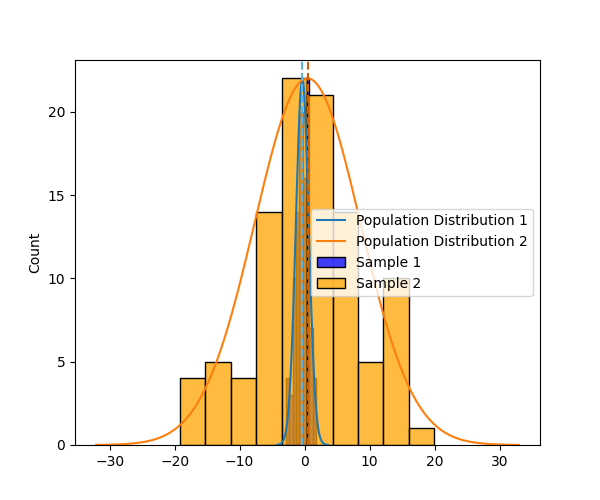 20
15
10
5
0
Count
Population Distribution 1
Population Distribution 2
Sample 1
Sample 2
−30
−20
−10
0
10
20
30